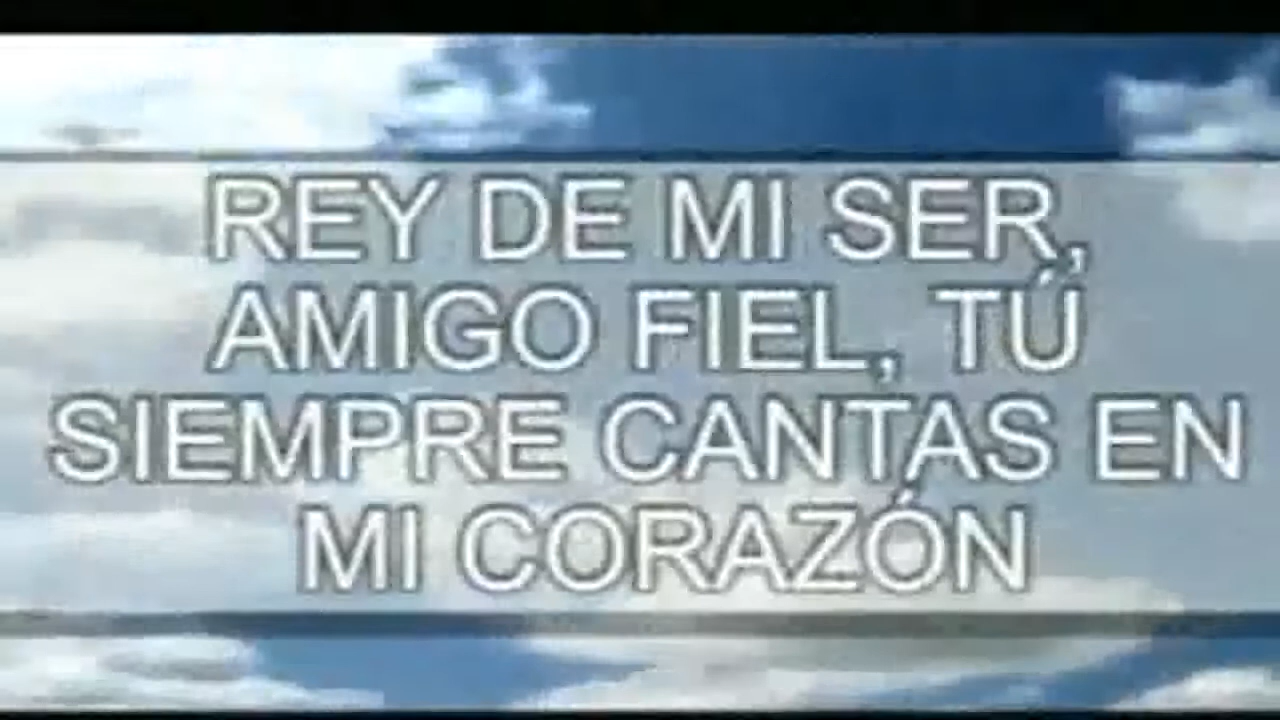 REY DE MI SER,
AMIGO FIEL, TÚ
SIEMPRE CANTAS EN
MI CORAZÓN